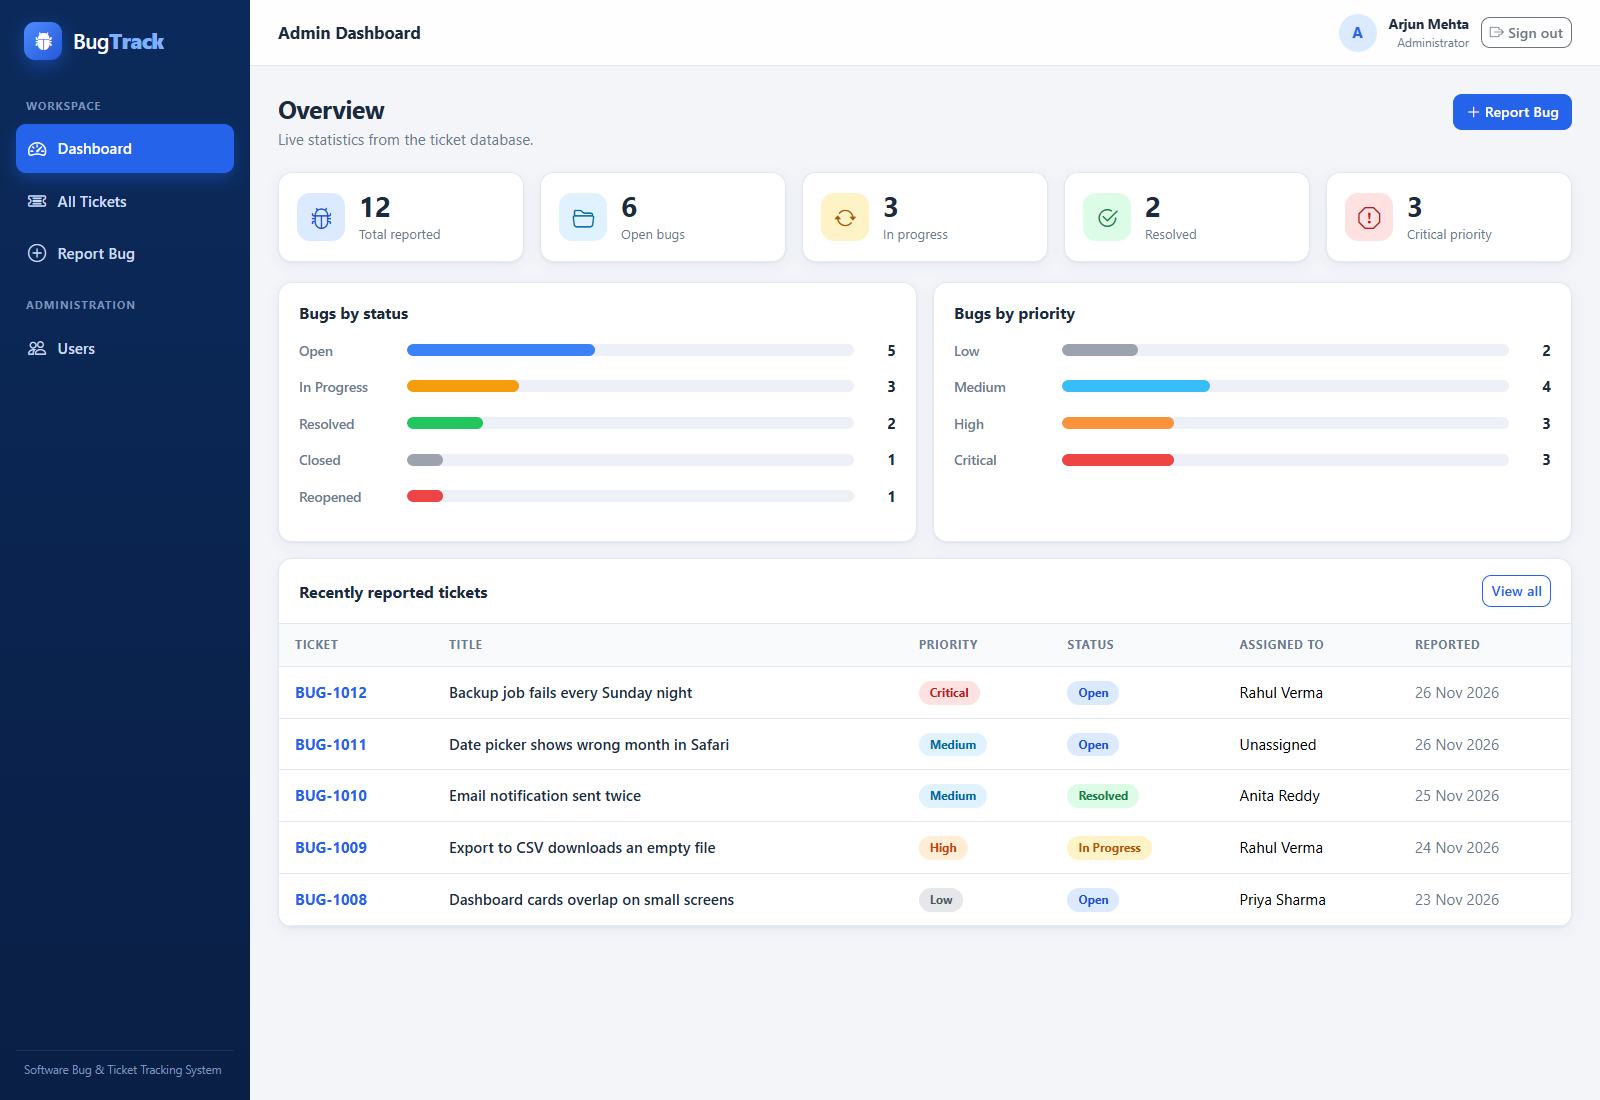 BugTrack
WORKSPACE
Dashboard
All Tickets
Report Bug
ADMINISTRATION
Users
Software Bug & Ticket Tracking System
Admin Dashboard
A
Arjun Mehta
Administrator
Sign out
Overview
Live statistics from the ticket database.
+ Report Bug
12
Total reported
6
Open bugs
3
In progress
2
Resolved
3
Critical priority
Bugs by status
Open 5
In Progress 3
Resolved 2
Closed 1
Reopened 1
Bugs by priority
Low 2
Medium 4
High 3
Critical 3
Recently reported tickets
View all
TICKET TITLE PRIORITY STATUS ASSIGNED TO REPORTED
BUG-1012 Backup job fails every Sunday night Critical Open Rahul Verma 26 Nov 2026
BUG-1011 Date picker shows wrong month in Safari Medium Open Unassigned 26 Nov 2026
BUG-1010 Email notification sent twice Medium Resolved Anita Reddy 25 Nov 2026
BUG-1009 Export to CSV downloads an empty file High In Progress Rahul Verma 24 Nov 2026
BUG-1008 Dashboard cards overlap on small screens Low Open Priya Sharma 23 Nov 2026